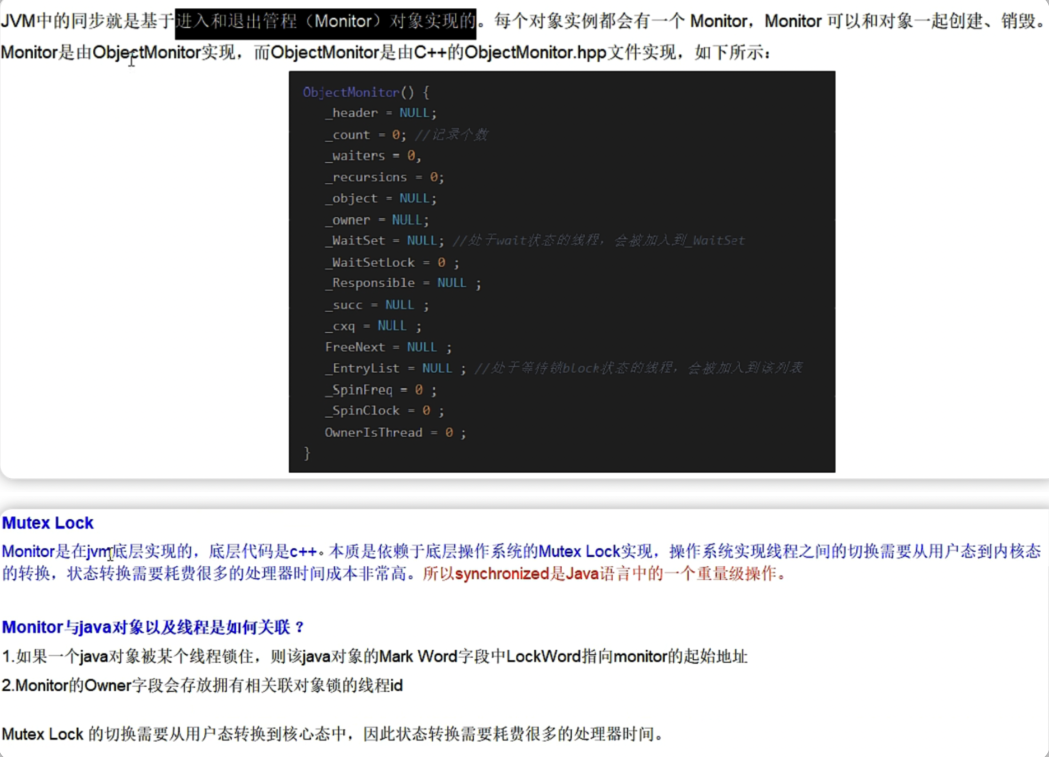 JVM中的同步就是基于进入和退出管程（Monitor）对象实现的。每个对象实例都会有一个 Monitor，Monitor 可以和对象一起创建、销毁。
Monitor是由ObjectMonitor实现，而ObjectMonitor是由C++的ObjectMonitor.hpp文件实现，如下所示：
ObjectMonitor() {
_header = NULL;
_count = 0; //记录个数
_waiters = 0,
_recursions = 0;
_object = NULL;
_owner = NULL;
_WaitSet = NULL; //处于wait状态的线程，会被加入到_WaitSet
_WaitSetLock = 0 ;
_Responsible = NULL ;
_succ = NULL ;
_cxq = NULL ;
FreeNext = NULL ;
_EntryList = NULL ; //处于等待锁block状态的线程，会被加入到该列表
_SpinFreq = 0 ;
_SpinClock = 0 ;
OwnerIsThread = 0 ;
}
Mutex Lock
Monitor是在jvm底层实现的，底层代码是c++。本质是依赖于底层操作系统的Mutex Lock实现，操作系统实现线程之间的切换需要从用户态到内核态
的转换，状态转换需要耗费很多的处理器时间成本非常高。所以synchronized是Java语言中的一个重量级操作。
Monitor与java对象以及线程是如何关联 ？
1.如果一个java对象被某个线程锁住，则该java对象的Mark Word字段中LockWord指向monitor的起始地址
2.Monitor的Owner字段会存放拥有相关联对象锁的线程id
Mutex Lock 的切换需要从用户态转换到核心态中，因此状态转换需要耗费很多的处理器时间。